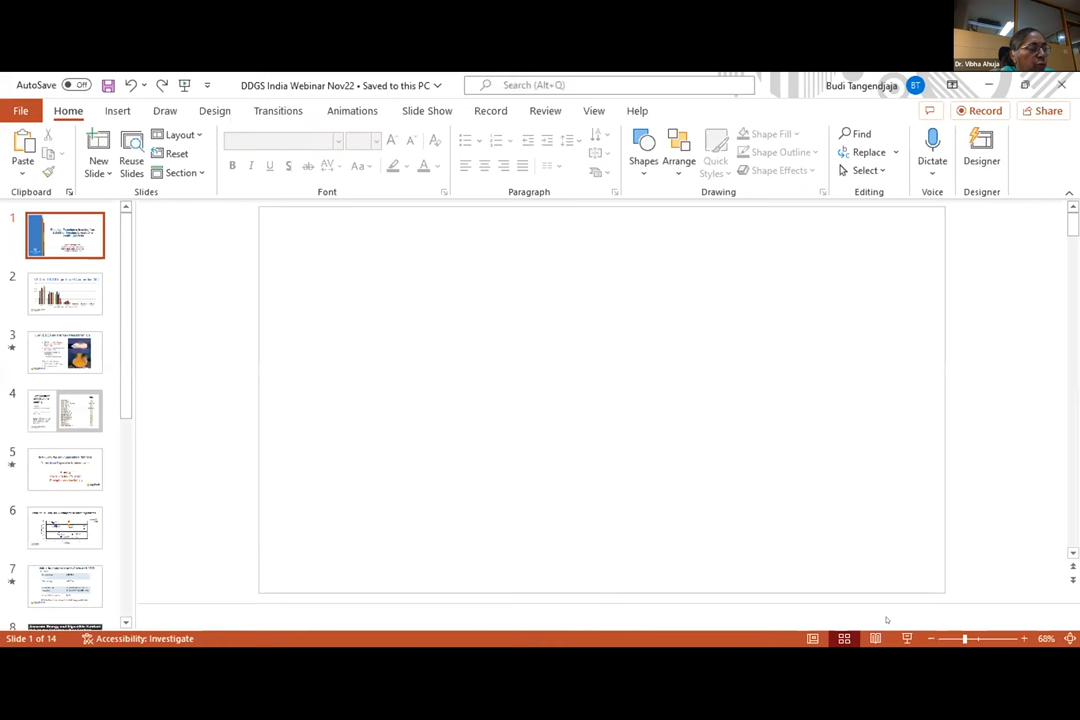 Dr. Vibha Ahuja
AutoSave Off
DDGS India Webinar Nov22 • Saved to this PC
Search (Alt+Q)
Budi Tangendjaja
BT
File Home Insert Draw Design Transitions Animations Slide Show Record Review View Help
Record
Share
Paste
New Slides
Reuse Slides
Layout
Reset
Section
B I U S ab AV Aa A
Shapes
Arrange
Quick Styles
Shape Fill
Shape Outline
Shape Effects
Find
Replace
Select
Dictate
Designer
Clipboard Slides Font Paragraph Drawing Editing Voice Designer
1
2
3
4
5
6
7
8
Slide 1 of 14
Accessibility: Investigate
68%